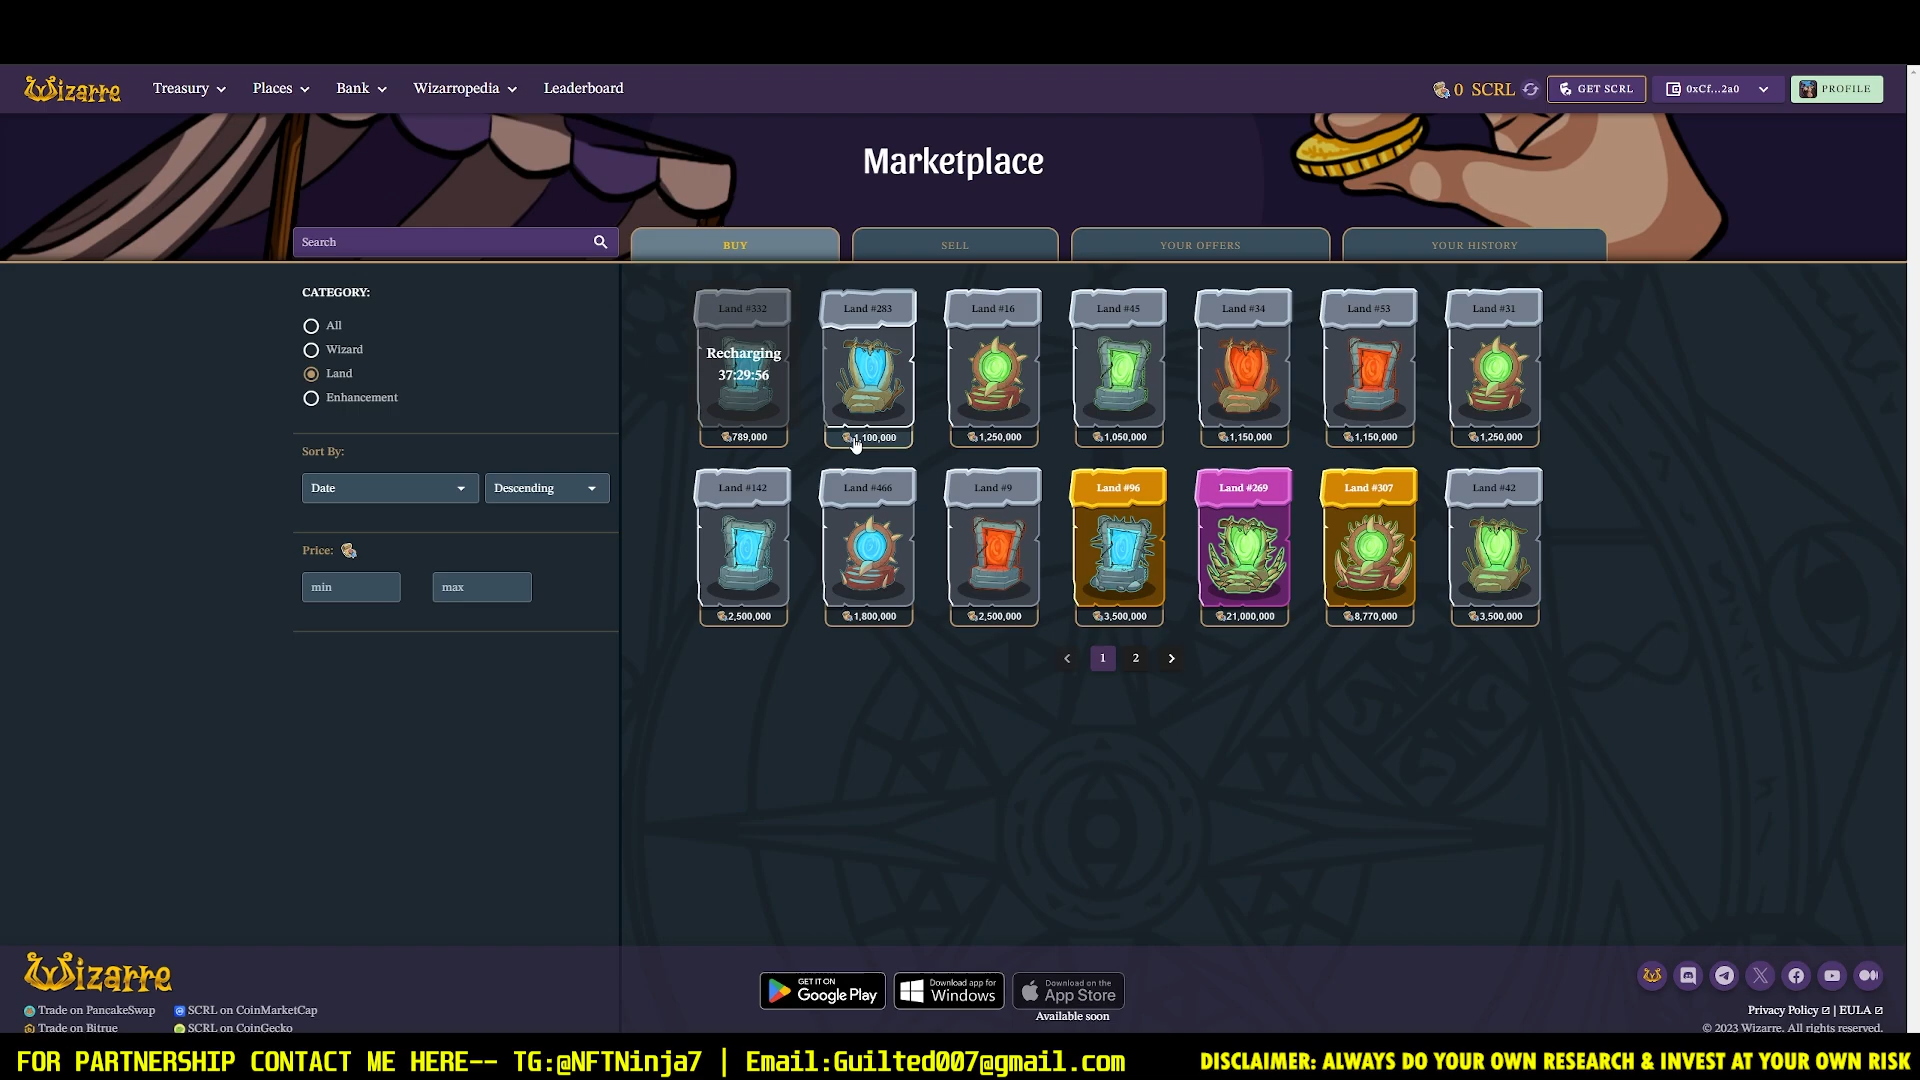 Wizarre
Treasury Places Bank Wizarropedia Leaderboard
0 SCRL GET SCRL 0xCf...2a0 PROFILE
Marketplace
Search BUY SELL YOUR OFFERS YOUR HISTORY
CATEGORY:
All
Wizard
Land
Enhancement
Sort By:
Date Descending
Price:
min max
Land #332 Land #283 Land #16 Land #45 Land #34 Land #53 Land #31
Recharging
37:29:56
789,000 1,100,000 1,250,000 1,050,000 1,150,000 1,150,000 1,250,000
Land #142 Land #466 Land #9 Land #96 Land #269 Land #307 Land #42
2,500,000 1,800,000 2,500,000 3,500,000 21,000,000 8,770,000 3,500,000
< 1 2 >
Wizarre
Trade on PancakeSwap SCRL on CoinMarketCap
Trade on Bitrue SCRL on CoinGecko
GET IT ON
Google Play
Download app for
Windows
Download on the
App Store
Available soon
Privacy Policy | EULA
© 2023 Wizarre. All rights reserved.
FOR PARTNERSHIP CONTACT ME HERE-- TG:@NFTNinja7 | Email:Guilted007@gmail.com
DISCLAIMER: ALWAYS DO YOUR OWN RESEARCH & INVEST AT YOUR OWN RISK